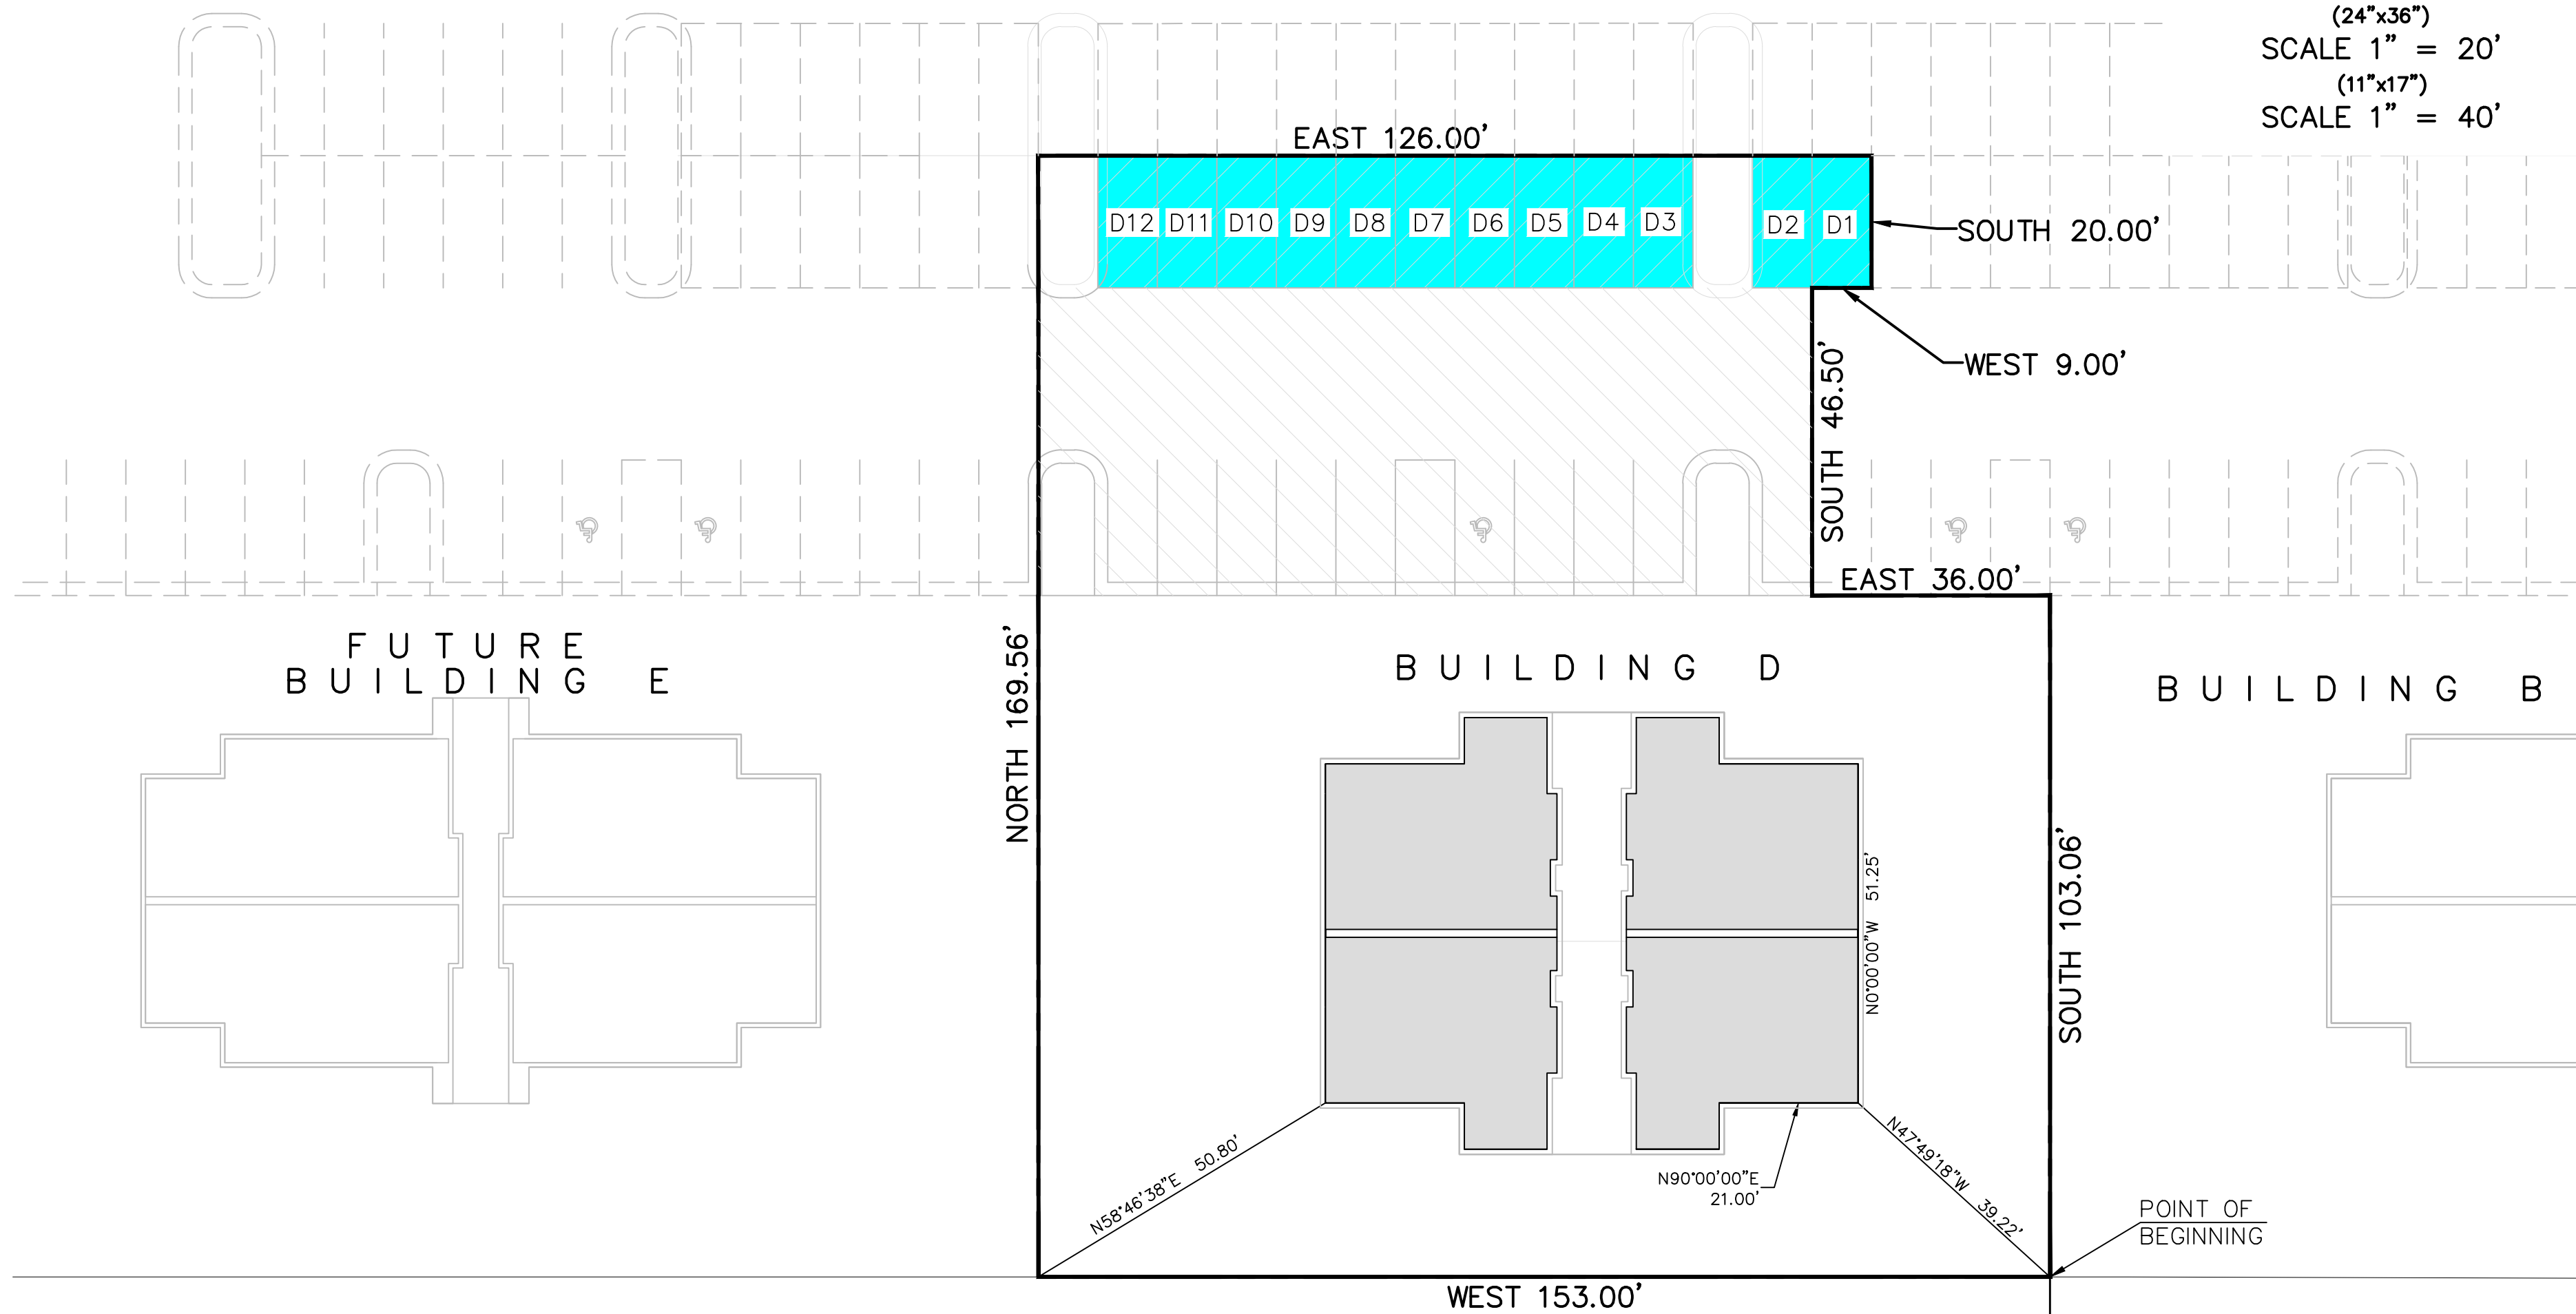 (24"x36")
SCALE 1" = 20'
(11"x17")
SCALE 1" = 40'
EAST 126.00'
D12 D11 D10 D9 D8 D7 D6 D5 D4 D3 D2 D1
SOUTH 20.00'
WEST 9.00'
SOUTH 46.50'
EAST 36.00'
FUTURE
BUILDING E
NORTH 169.56'
BUILDING D
BUILDING B
N0°00'00"W 51.25'
SOUTH 103.06'
N58°46'38"E 50.80'
N90°00'00"E
21.00'
N47°49'18"W 39.22'
POINT OF
BEGINNING
WEST 153.00'